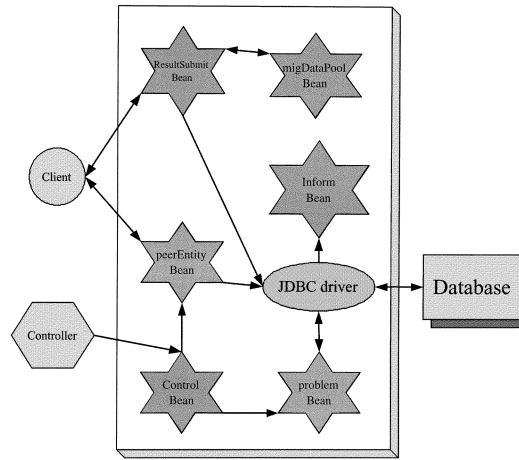 ResultSubmit
Bean
migDataPool
Bean
Client
Inform
Bean
peerEntity
Bean
JDBC driver
Database
Controller
Control
Bean
problem
Bean